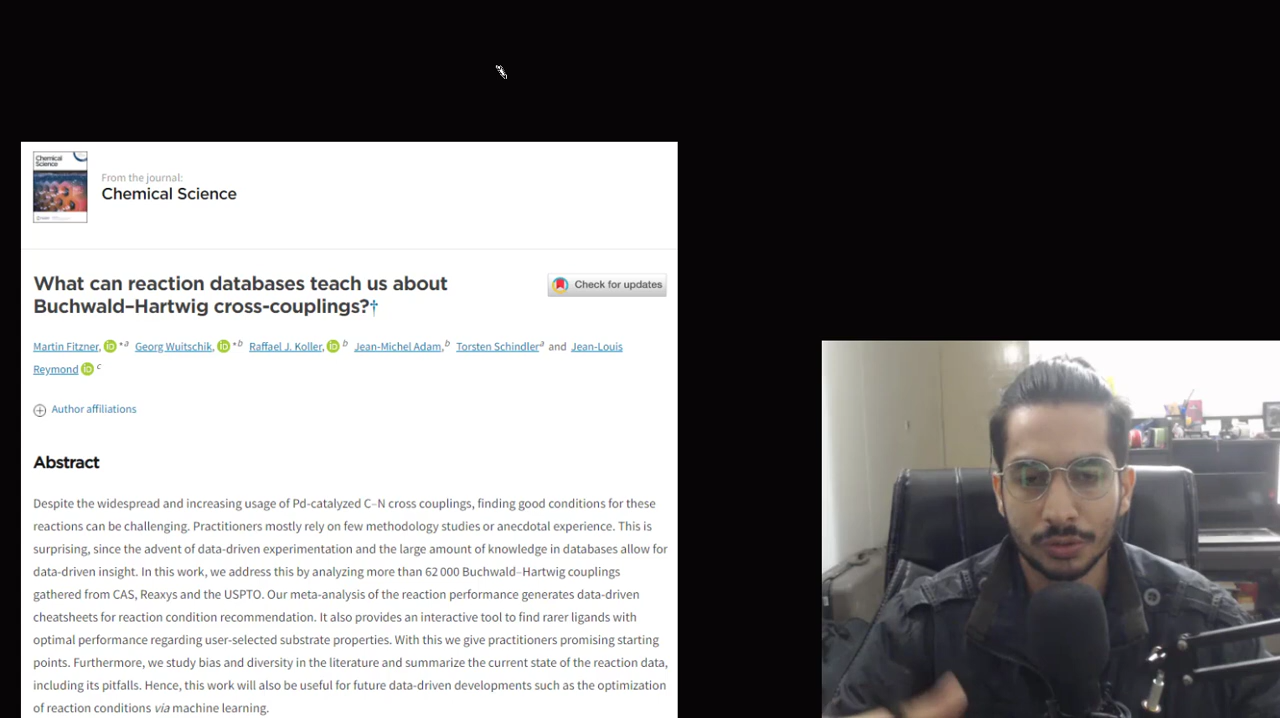 Chemical
Science
From the journal:
Chemical Science
What can reaction databases teach us about
Buchwald–Hartwig cross-couplings?†
Check for updates
Martin Fitzner, iD *a Georg Wuitschik, iD *b Raffael J. Koller, iD b Jean-Michel Adam, b Torsten Schindler a and Jean-Louis
Reymond iD c
Author affiliations
Abstract
Despite the widespread and increasing usage of Pd-catalyzed C–N cross couplings, finding good conditions for these
reactions can be challenging. Practitioners mostly rely on few methodology studies or anecdotal experience. This is
surprising, since the advent of data-driven experimentation and the large amount of knowledge in databases allow for
data-driven insight. In this work, we address this by analyzing more than 62 000 Buchwald–Hartwig couplings
gathered from CAS, Reaxys and the USPTO. Our meta-analysis of the reaction performance generates data-driven
cheatsheets for reaction condition recommendation. It also provides an interactive tool to find rarer ligands with
optimal performance regarding user-selected substrate properties. With this we give practitioners promising starting
points. Furthermore, we study bias and diversity in the literature and summarize the current state of the reaction data,
including its pitfalls. Hence, this work will also be useful for future data-driven developments such as the optimization
of reaction conditions via machine learning.